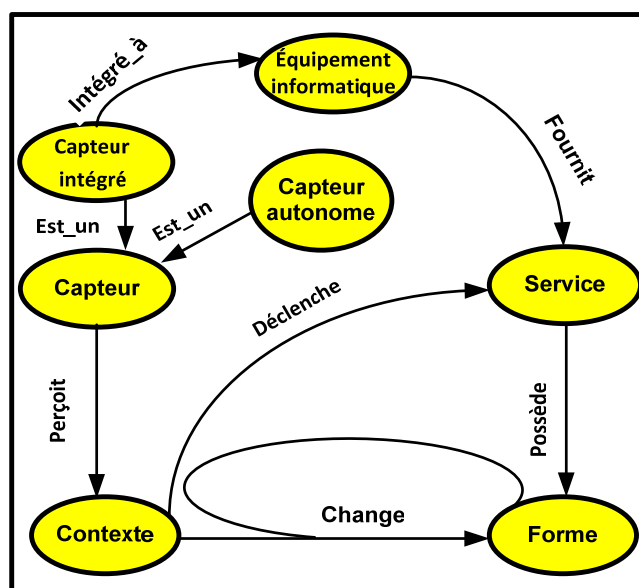 Intégré_à
Équipement
informatique
Fournit
Capteur
intégré
Capteur
autonome
Est_un
Est_un
Capteur
Service
Déclenche
Perçoit
Possède
Contexte
Change
Forme